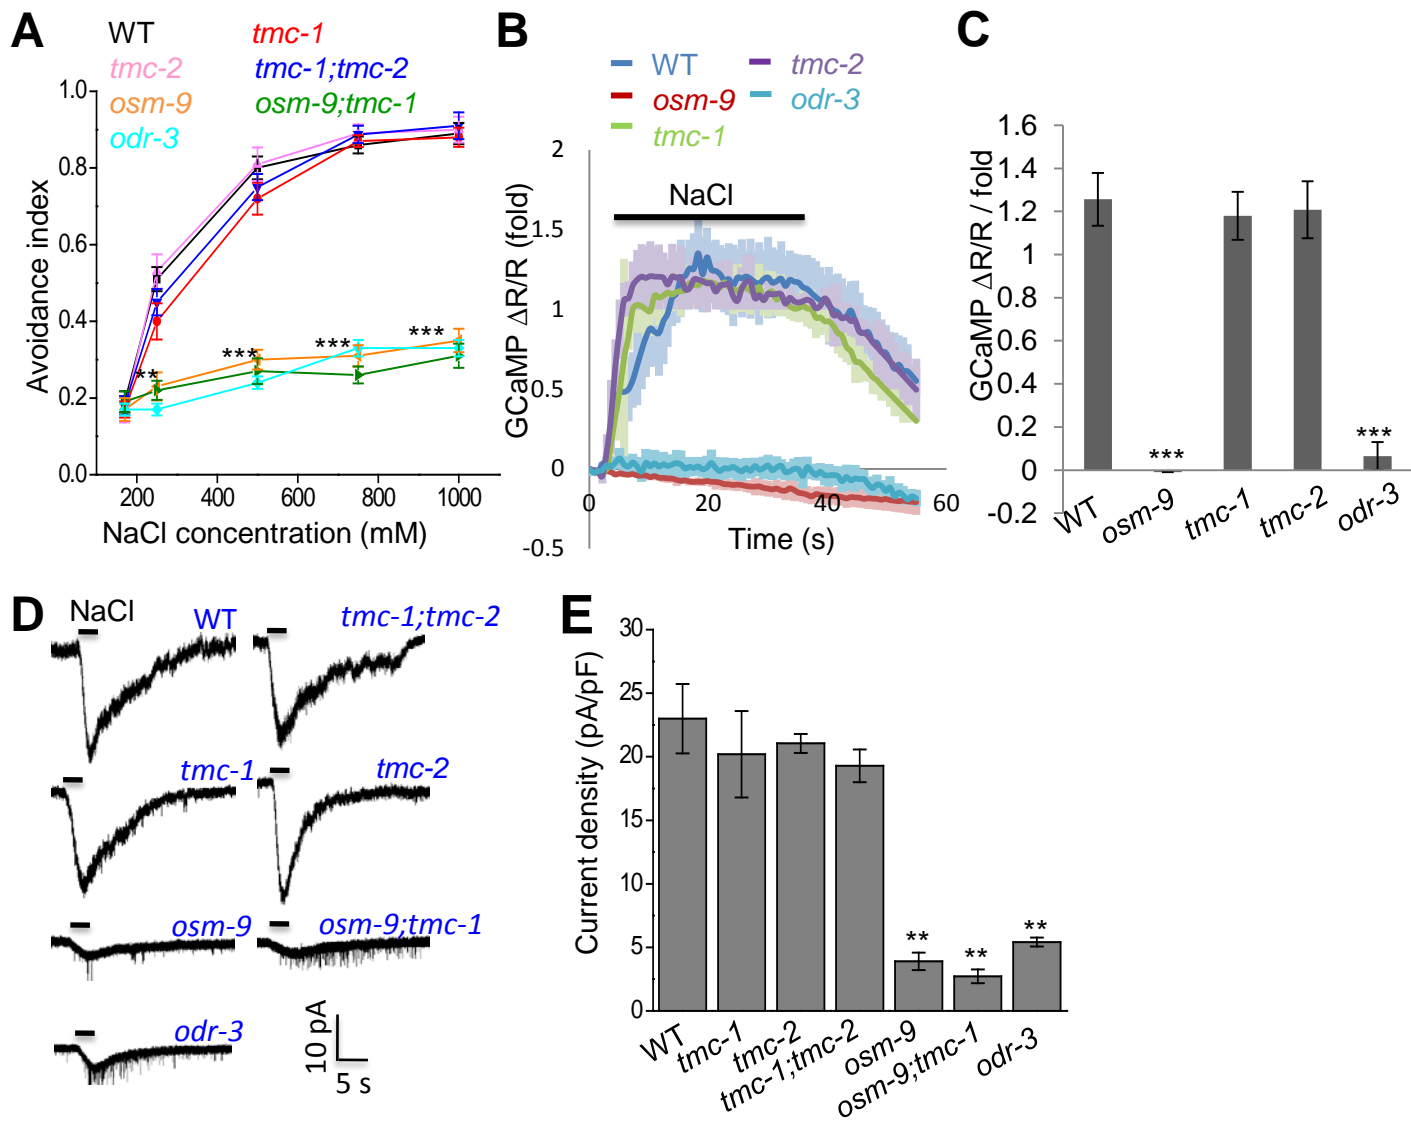 A
WT tmc-1
tmc-2 tmc-1;tmc-2
osm-9 osm-9;tmc-1
odr-3
Avoidance index
1.0
0.8
0.6
0.4
0.2
0.0
** *** *** ***
200 400 600 800 1000
NaCl concentration (mM)
B
WT tmc-2
osm-9 odr-3
tmc-1
GCaMP ΔR/R (fold)
2
1.5
1
0.5
0
-0.5
NaCl
0 20 40 60
Time (s)
C
GCaMP ΔR/R / fold
1.6
1.4
1.2
1
0.8
0.6
0.4
0.2
0
-0.2
*** ***
WT osm-9 tmc-1 tmc-2 odr-3
D
NaCl WT tmc-1;tmc-2
tmc-1 tmc-2
osm-9 osm-9;tmc-1
odr-3
10 pA
5 s
E
Current density (pA/pF)
30
25
20
15
10
5
0
** ** **
WT tmc-1 tmc-2 tmc-1;tmc-2 osm-9 osm-9;tmc-1 odr-3